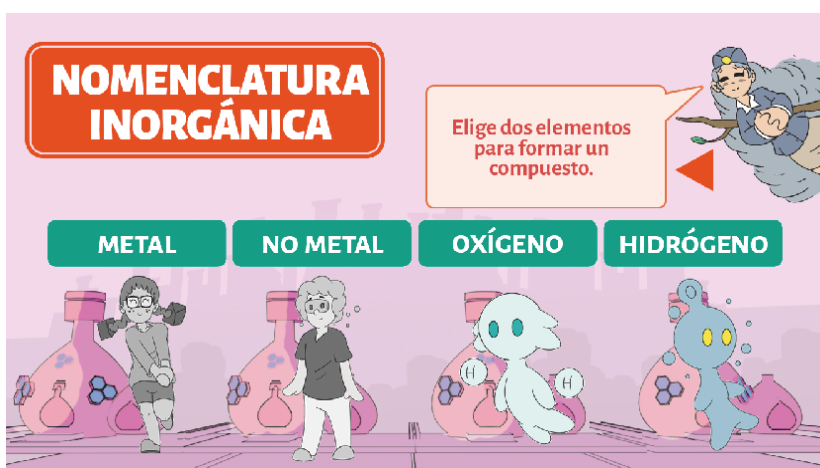 NOMENCLATURA
INORGÁNICA
Elige dos elementos
para formar un
compuesto.
METAL
NO METAL
OXÍGENO
HIDRÓGENO
H
H